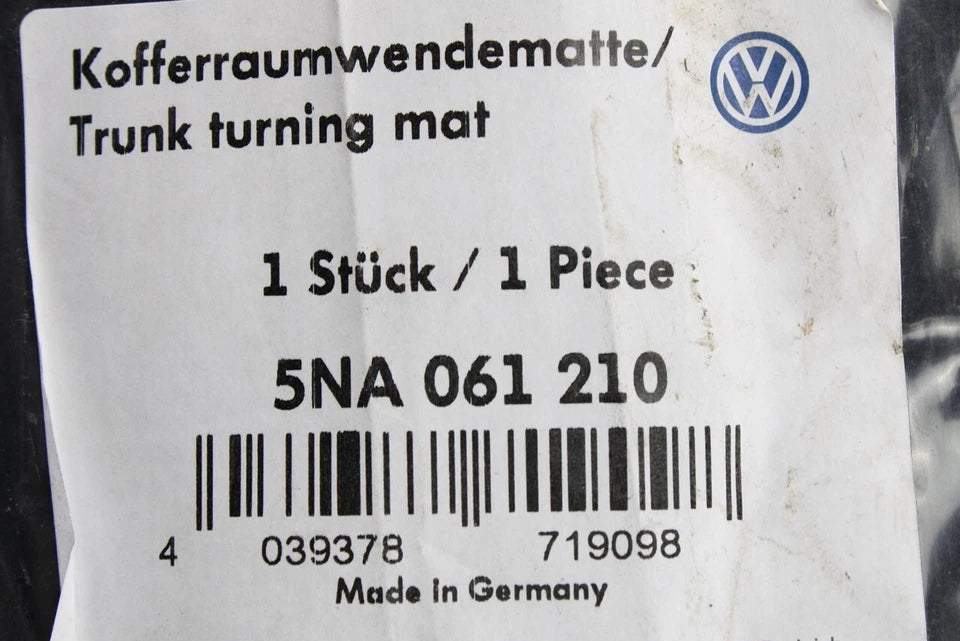 Kofferraumwendematte/
Trunk turning mat
1 Stück / 1 Piece
5NA 061 210
4 039378 719098
Made in Germany